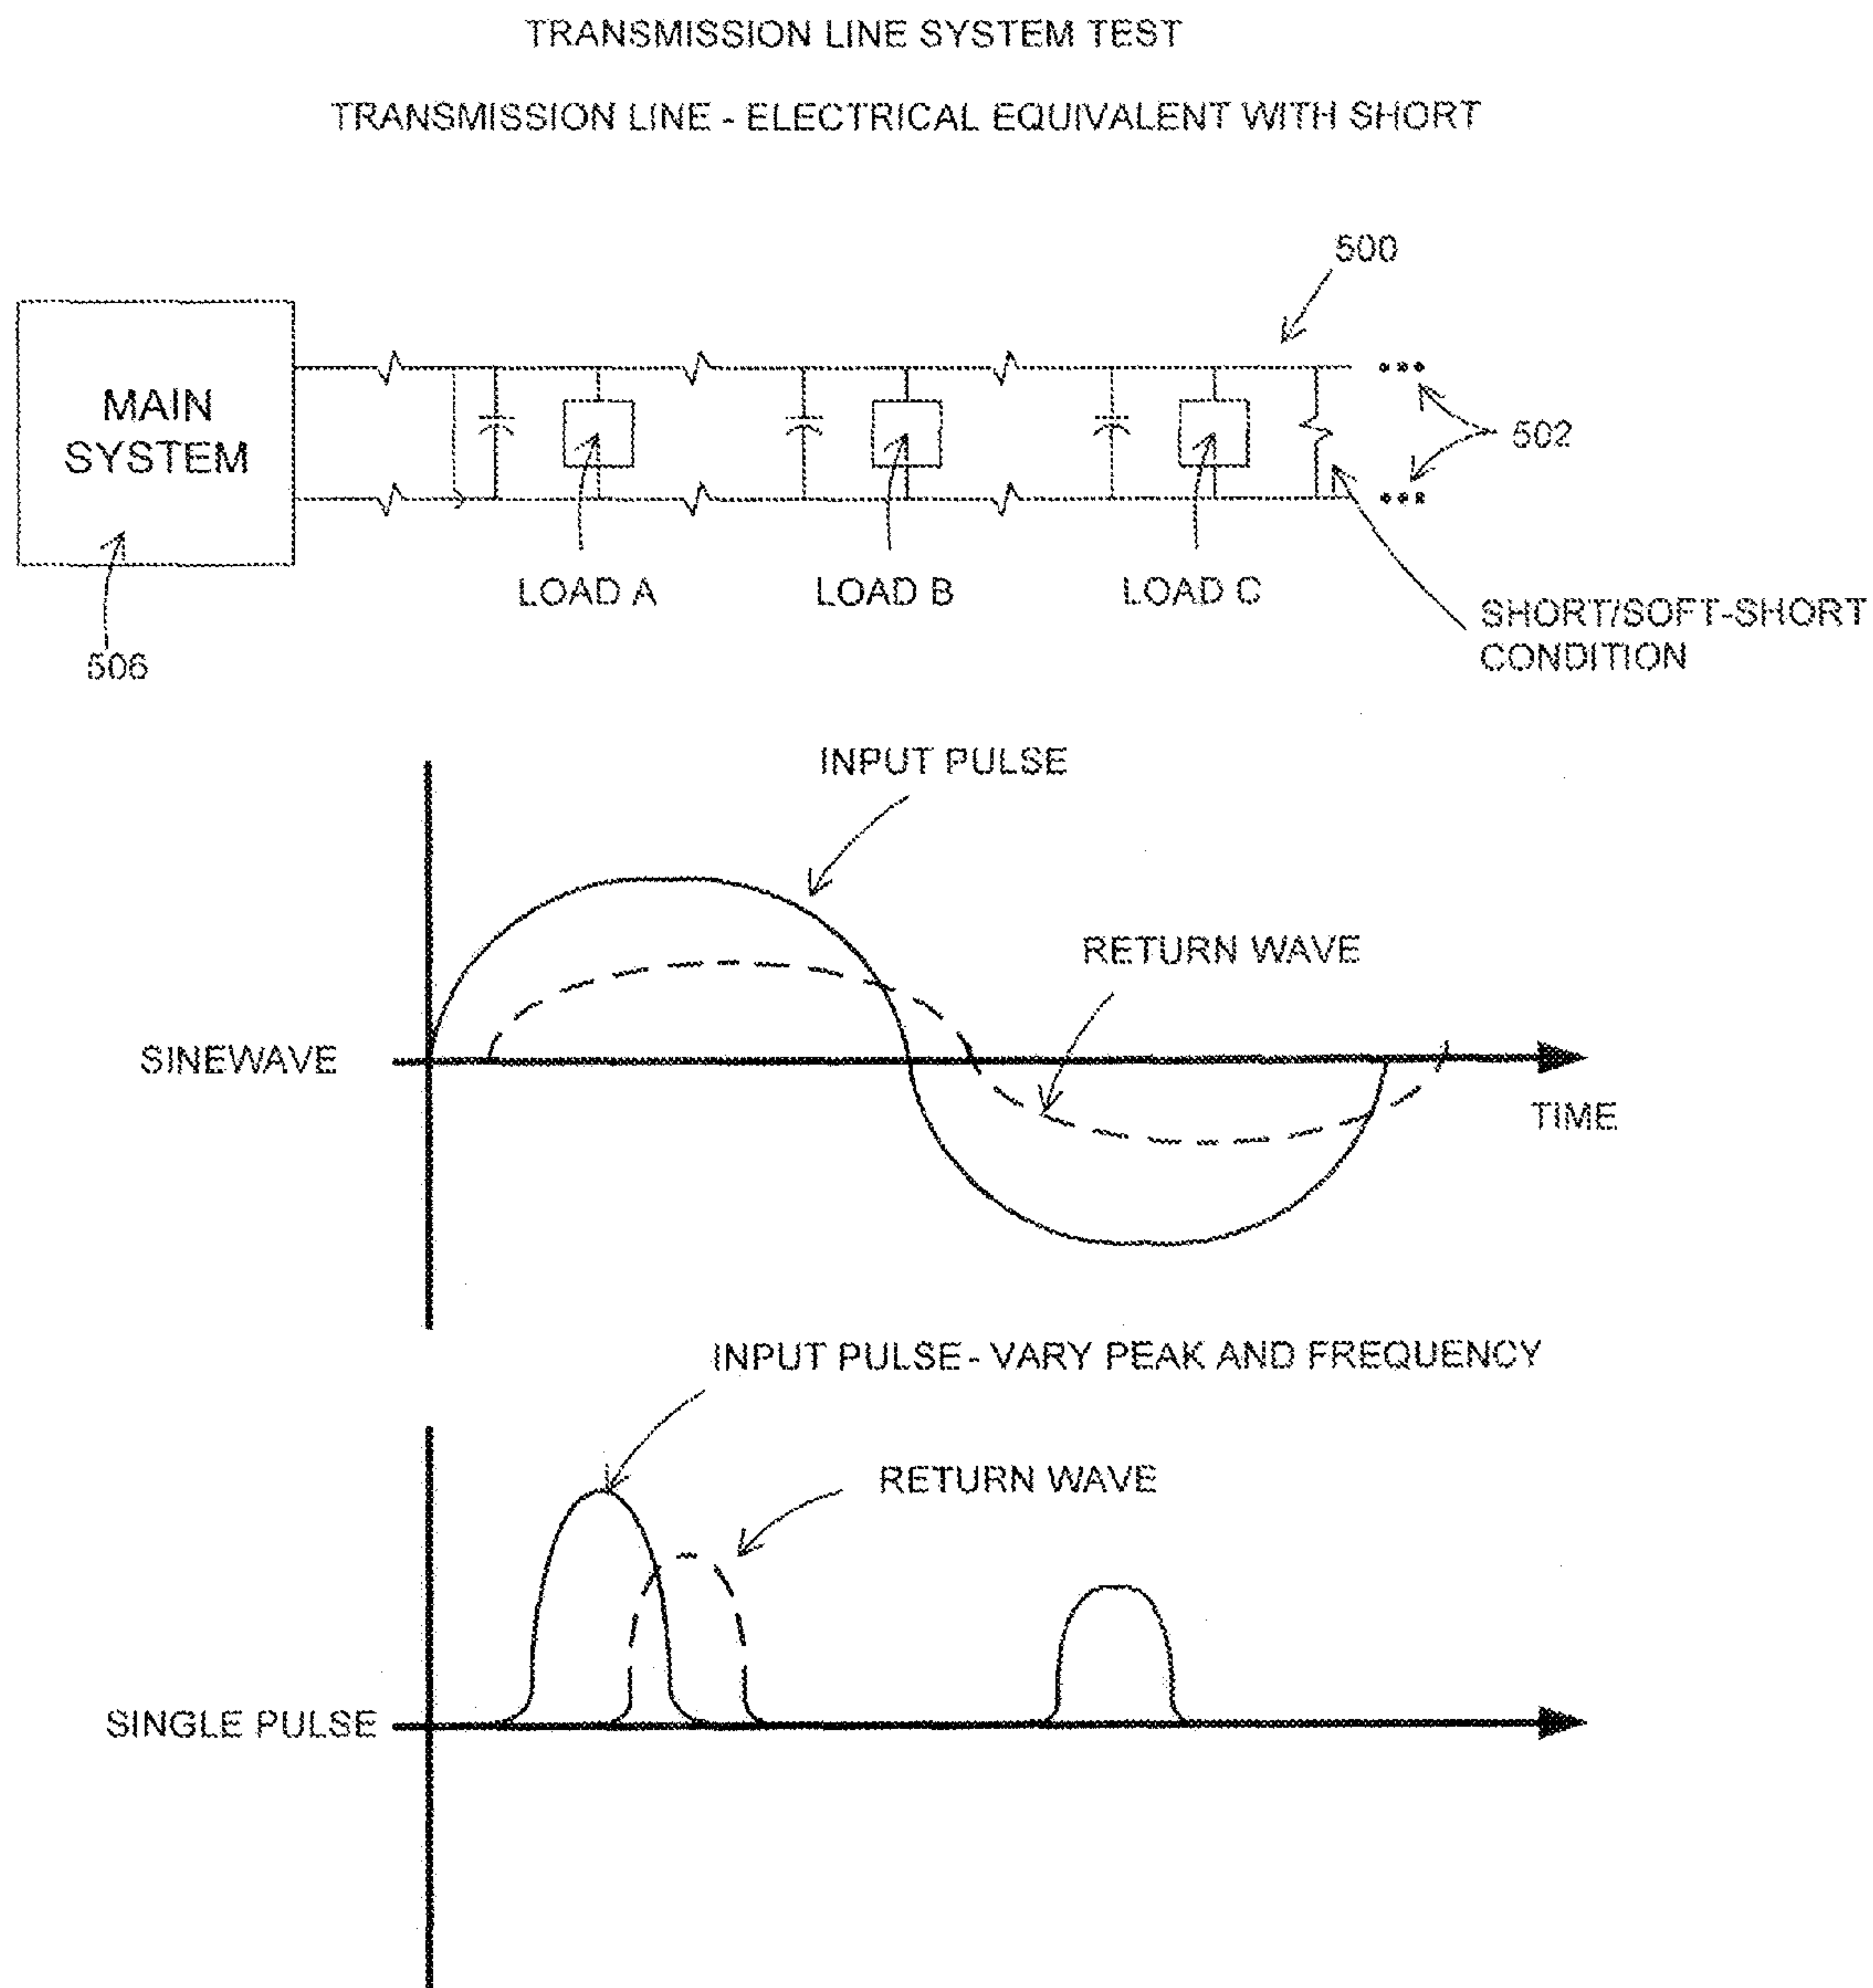 TRANSMISSION LINE SYSTEM TEST
TRANSMISSION LINE - ELECTRICAL EQUIVALENT WITH SHORT
500
MAIN
SYSTEM
502
LOAD A
LOAD B
LOAD C
SHORT/SOFT-SHORT
CONDITION
506
INPUT PULSE
RETURN WAVE
SINEWAVE
TIME
INPUT PULSE - VARY PEAK AND FREQUENCY
RETURN WAVE
SINGLE PULSE